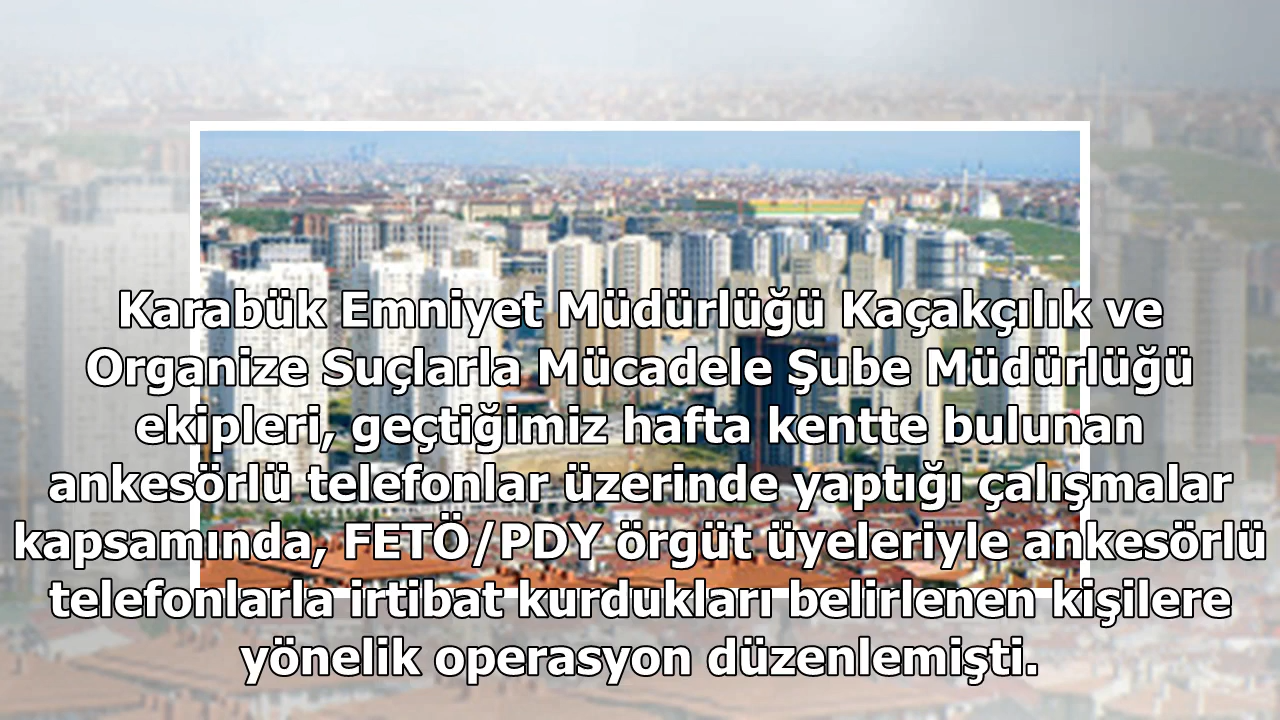 Karabük Emniyet Müdürlüğü Kaçakçılık ve
Organize Suçlarla Mücadele Şube Müdürlüğü
ekipleri, geçtiğimiz hafta kentte bulunan
ankesörlü telefonlar üzerinde yaptığı çalışmalar
kapsamında, FETÖ/PDY örgüt üyeleriyle ankesörlü
telefonlarla irtibat kurdukları belirlenen kişilere
yönelik operasyon düzenlemişti.